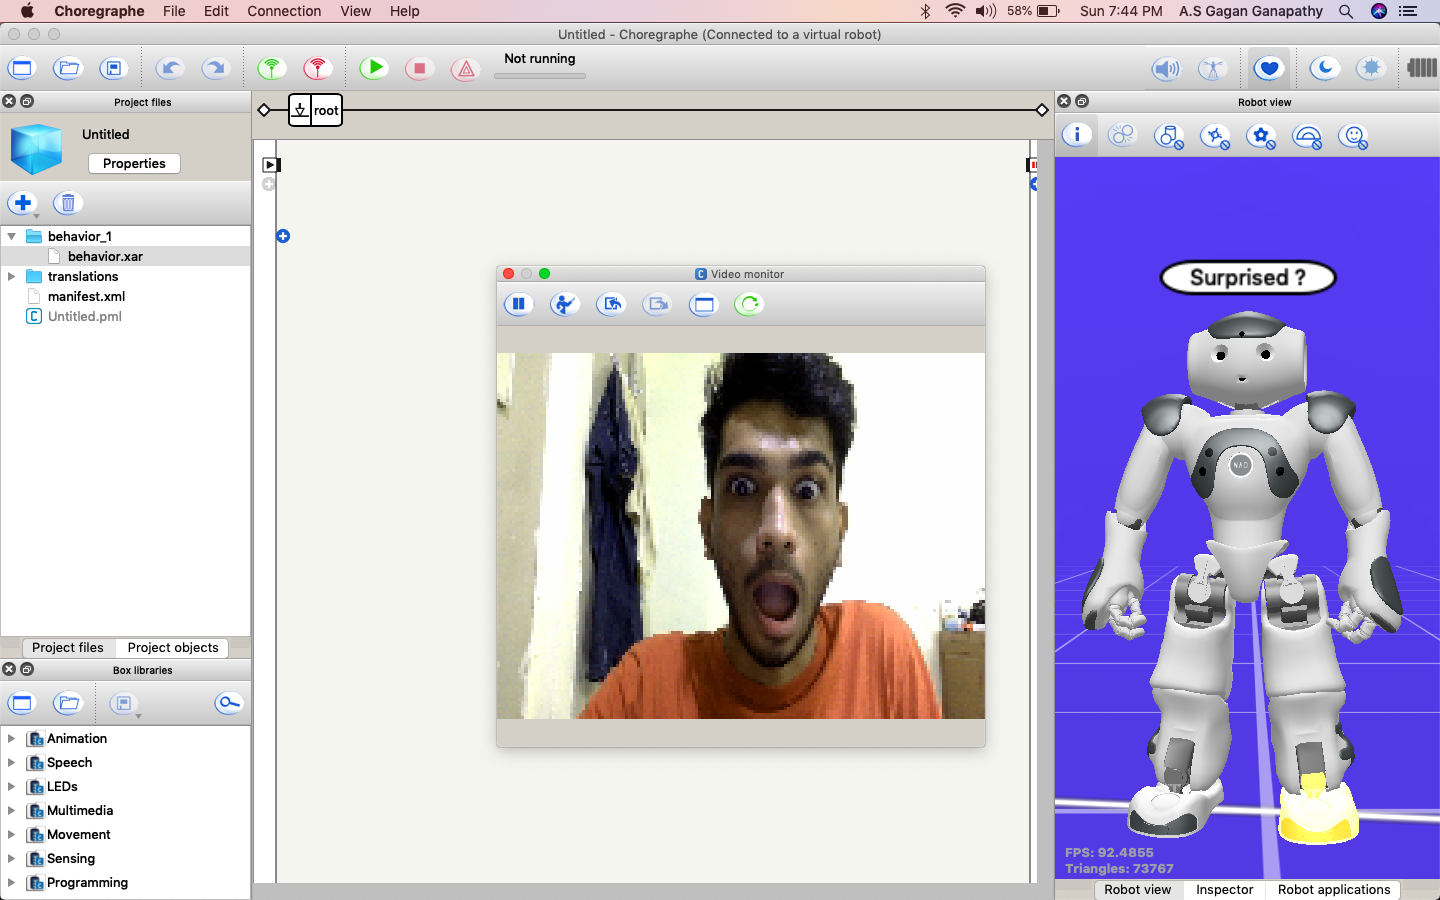 Choregraphe File Edit Connection View Help 58% Sun 7:44 PM A.S Gagan Ganapathy
Untitled - Choregraphe (Connected to a virtual robot)
Not running
Project files
Untitled
Properties
behavior_1
behavior.xar
translations
manifest.xml
Untitled.pml
Project files Project objects
Box libraries
Animation
Speech
LEDs
Multimedia
Movement
Sensing
Programming
root
Video monitor
Robot view
Surprised ?
NAO
FPS: 92.4855
Triangles: 73767
Robot view Inspector Robot applications